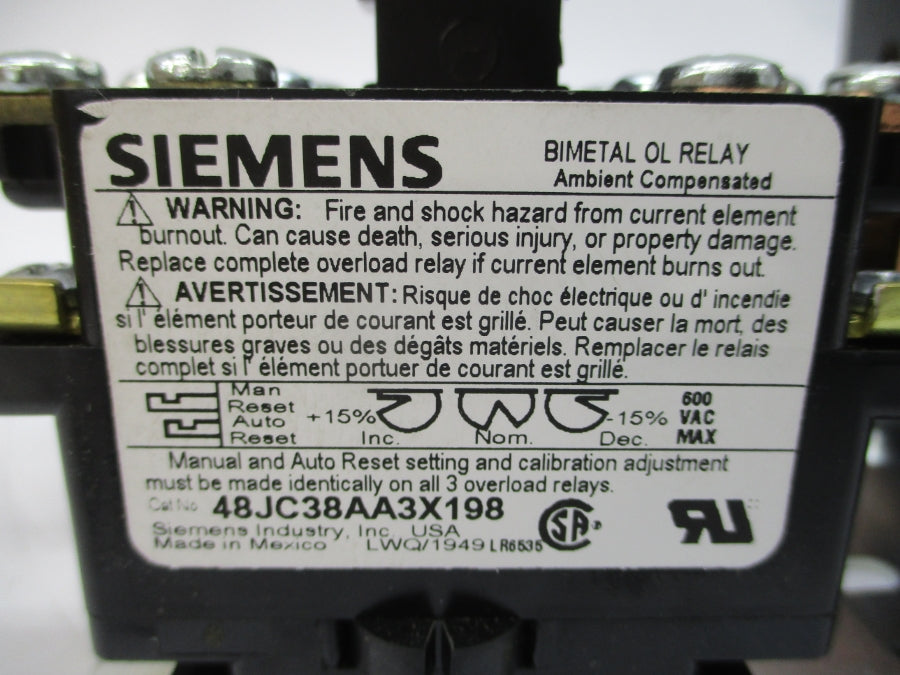 SIEMENS
BIMETAL OL RELAY
Ambient Compensated
WARNING: Fire and shock hazard from current element
burnout. Can cause death, serious injury, or property damage.
Replace complete overload relay if current element burns out.
AVERTISSEMENT: Risque de choc électrique ou d' incendie
si l' élément porteur de courant est grillé. Peut causer la mort, des
blessures graves ou des dégâts matériels. Remplacer le relais
complet si l' élément portuer de courant est grillé.
Man
Reset
Auto
Reset
+15%
Inc.
Nom.
-15%
Dec.
600
VAC
MAX
Manual and Auto Reset setting and calibration adjustment
must be made identically on all 3 overload relays.
Cat No 48JC38AA3X198
Siemens Industry, Inc. USA
Made in Mexico LWQ/1949 LR6535
SA
RU